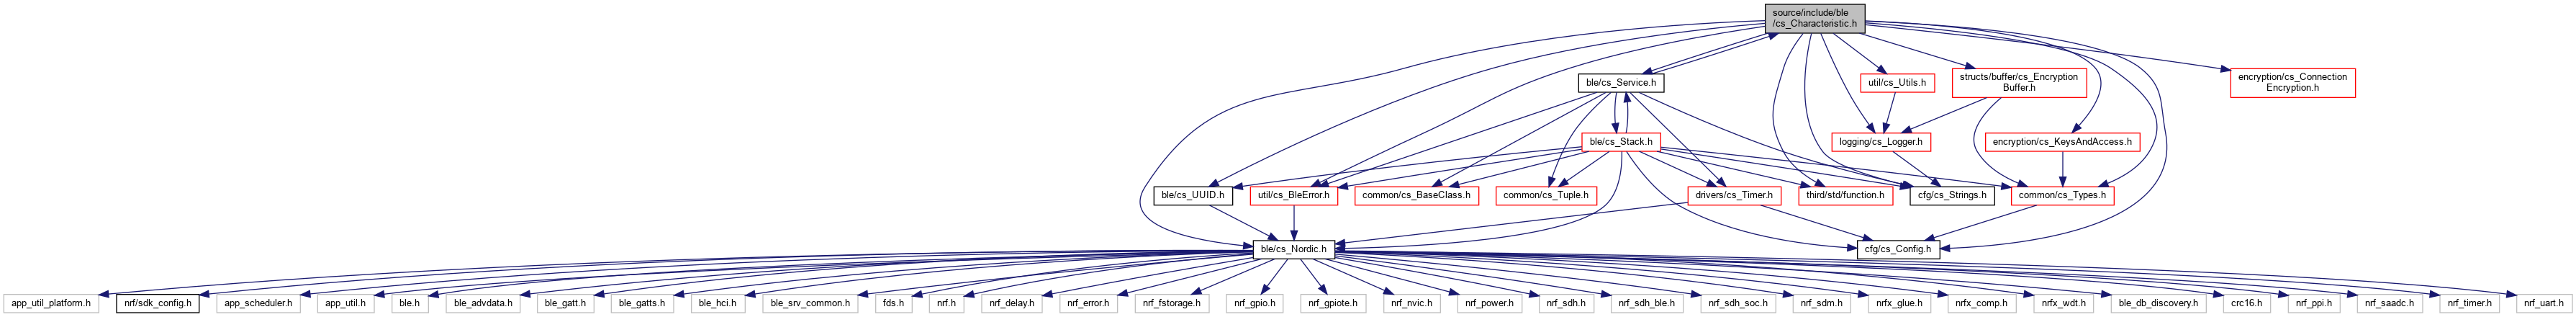 source/include/ble
/cs_Characteristic.h
ble/cs_Service.h
util/cs_Utils.h
structs/buffer/cs_Encryption
Buffer.h
encryption/cs_Connection
Encryption.h
ble/cs_Stack.h
logging/cs_Logger.h
encryption/cs_KeysAndAccess.h
ble/cs_UUID.h
util/cs_BleError.h
common/cs_BaseClass.h
common/cs_Tuple.h
drivers/cs_Timer.h
third/std/function.h
cfg/cs_Strings.h
common/cs_Types.h
ble/cs_Nordic.h
cfg/cs_Config.h
app_util_platform.h
nrf/sdk_config.h
app_scheduler.h
app_util.h
ble.h
ble_advdata.h
ble_gatt.h
ble_gatts.h
ble_hci.h
ble_srv_common.h
fds.h
nrf.h
nrf_delay.h
nrf_error.h
nrf_fstorage.h
nrf_gpio.h
nrf_gpiote.h
nrf_nvic.h
nrf_power.h
nrf_sdh.h
nrf_sdh_ble.h
nrf_sdh_soc.h
nrf_sdm.h
nrfx_glue.h
nrfx_comp.h
nrfx_wdt.h
ble_db_discovery.h
crc16.h
nrf_ppi.h
nrf_saadc.h
nrf_timer.h
nrf_uart.h